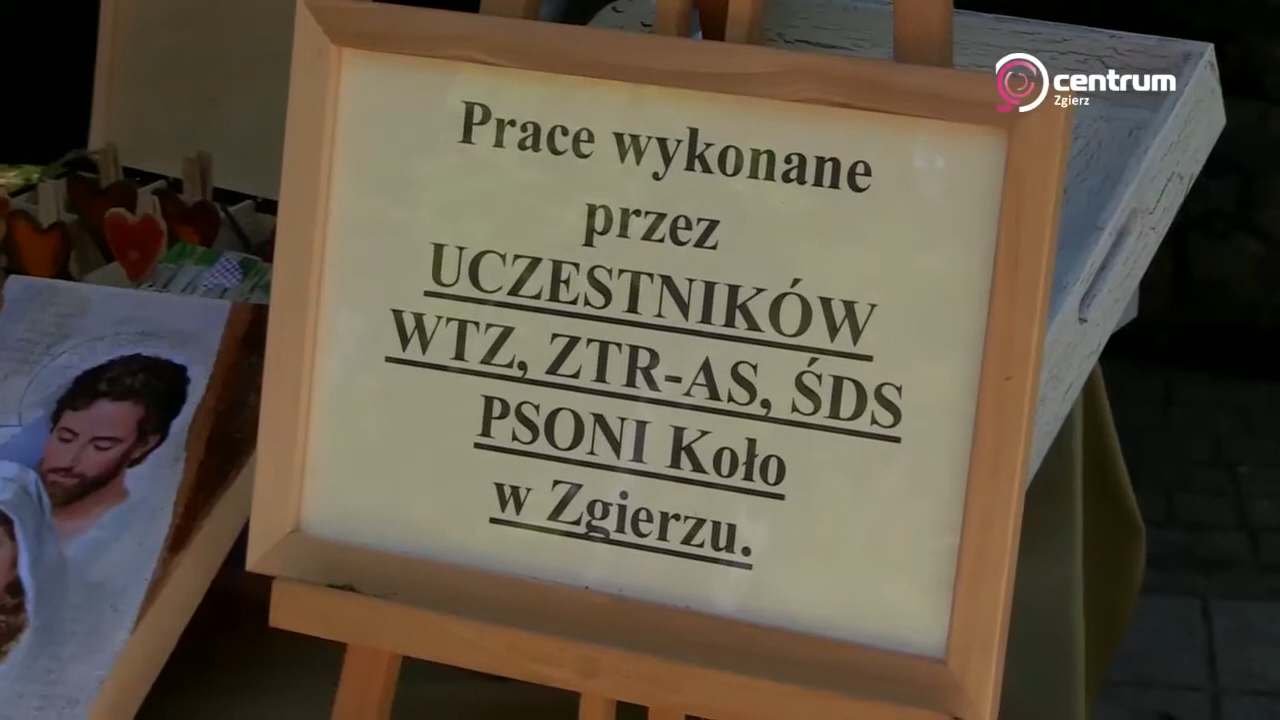 centrum
Zgierz
Prace wykonane
przez
UCZESTNIKÓW
WTZ, ZTR-AS, ŚDS
PSONI Koło
w Zgierzu.